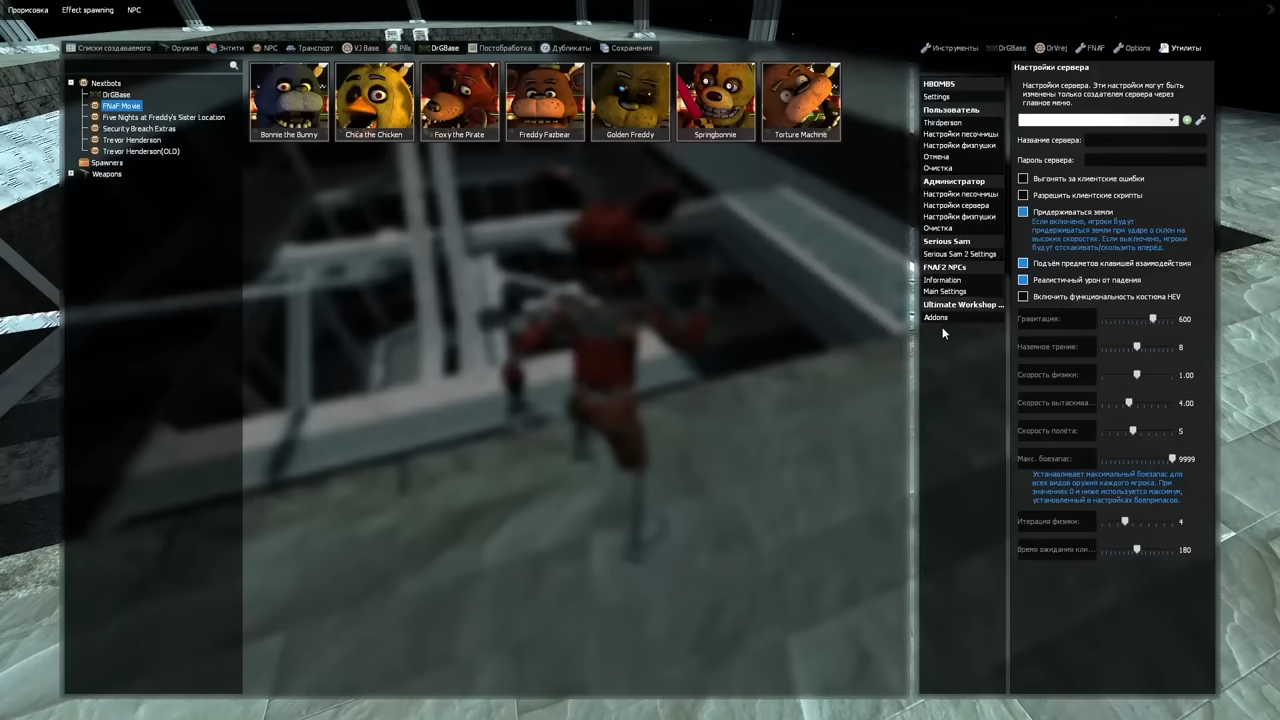 Прорисовка
Effect spawning
NPC
Списки создаваемого
Оружие
Энтити
NPC
Транспорт
VJ Base
Pills
DrGBase
Постобработка
Дубликаты
Сохранения
Инструменты
DrGBase
DrVrej
FNAF
Options
Утилиты
Nextbots
DrGBase
FNaF Movie
Five Nights at Freddy's Sister Location
Security Breach Extras
Trevor Henderson
Trevor Henderson(OLD)
Spawners
Weapons
Bonnie the Bunny
Chica the Chicken
Foxy the Pirate
Freddy Fazbear
Golden Freddy
Springbonnie
Torture Machine
HBOMBS
Settings
Пользователь
Thirdperson
Настройки песочницы
Настройки физпушки
Отмена
Очистка
Администратор
Настройки песочницы
Настройки сервера
Настройки физпушки
Очистка
Serious Sam
Serious Sam 2 Settings
FNAF2 NPCs
Information
Main Settings
Ultimate Workshop ...
Addons
Настройки сервера
Настройки сервера. Эти настройки могут быть
изменены только создателем сервера через
главное меню.
Название сервера:
Пароль сервера:
Выгонять за клиентские ошибки
Разрешить клиентские скрипты
Придерживаться земли
Если включено, игроки будут
придерживаться земли при ударе о склон на
высоких скоростях. Если выключено, игроки
будут отскакивать/скользить вперёд.
Подъём предметов клавишей взаимодействия
Реалистичный урон от падения
Включить функциональность костюма HEV
Гравитация: 600
Наземное трение: 8
Скорость физики: 1.00
Скорость вытаскива... 4.00
Скорость полёта: 5
Макс. боезапас: 9999
Устанавливает максимальный боезапас для
всех видов оружия каждого игрока. При
значениях 0 и ниже используется максимум,
установленный в настройках боеприпасов.
Итерация физики: 4
Время ожидания кли... 180